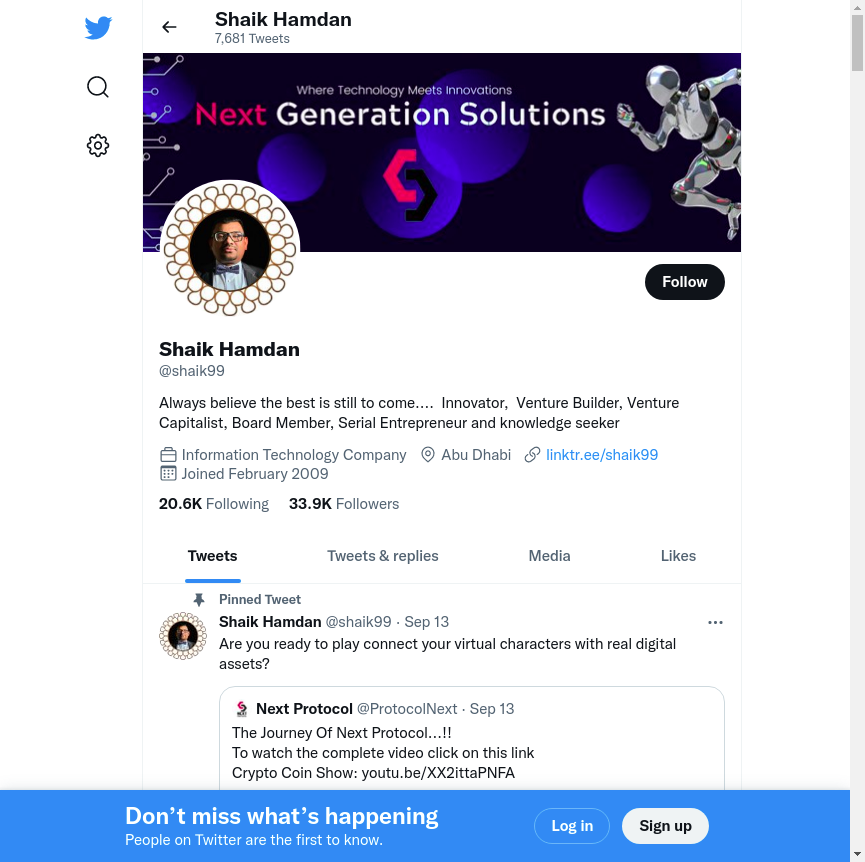 Shaik Hamdan
7,681 Tweets
Where Technology Meets Innovations
Next Generation Solutions
Follow
Shaik Hamdan
@shaik99
Always believe the best is still to come.... Innovator, Venture Builder, Venture
Capitalist, Board Member, Serial Entrepreneur and knowledge seeker
Information Technology Company Abu Dhabi linktr.ee/shaik99
Joined February 2009
20.6K Following 33.9K Followers
Tweets Tweets & replies Media Likes
Pinned Tweet
Shaik Hamdan @shaik99 · Sep 13
Are you ready to play connect your virtual characters with real digital
assets?
Next Protocol @ProtocolNext · Sep 13
The Journey Of Next Protocol...!!
To watch the complete video click on this link
Crypto Coin Show: youtu.be/XX2ittaPNFA
Don’t miss what’s happening
People on Twitter are the first to know.
Log in
Sign up